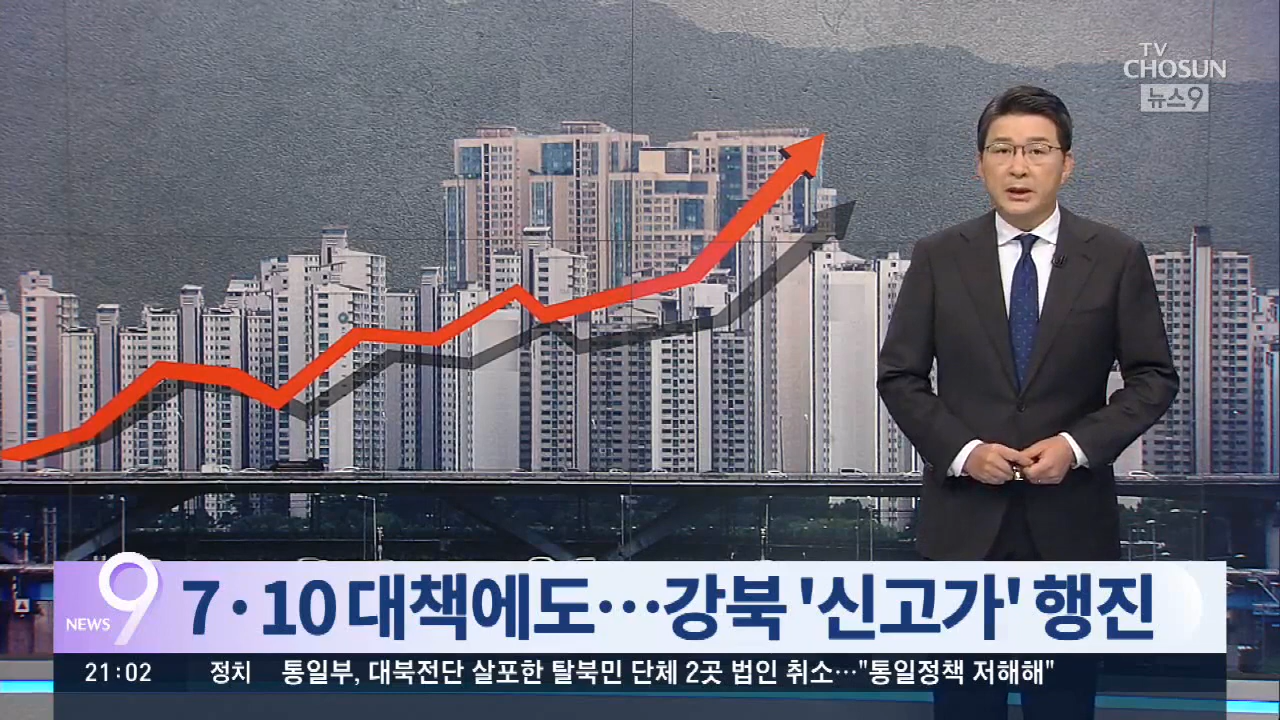 TV
CHOSUN
뉴스9
NEWS 9
7·10 대책에도…강북 '신고가' 행진
21:02 정치 통일부, 대북전단 살포한 탈북민 단체 2곳 법인 취소…"통일정책 저해해"